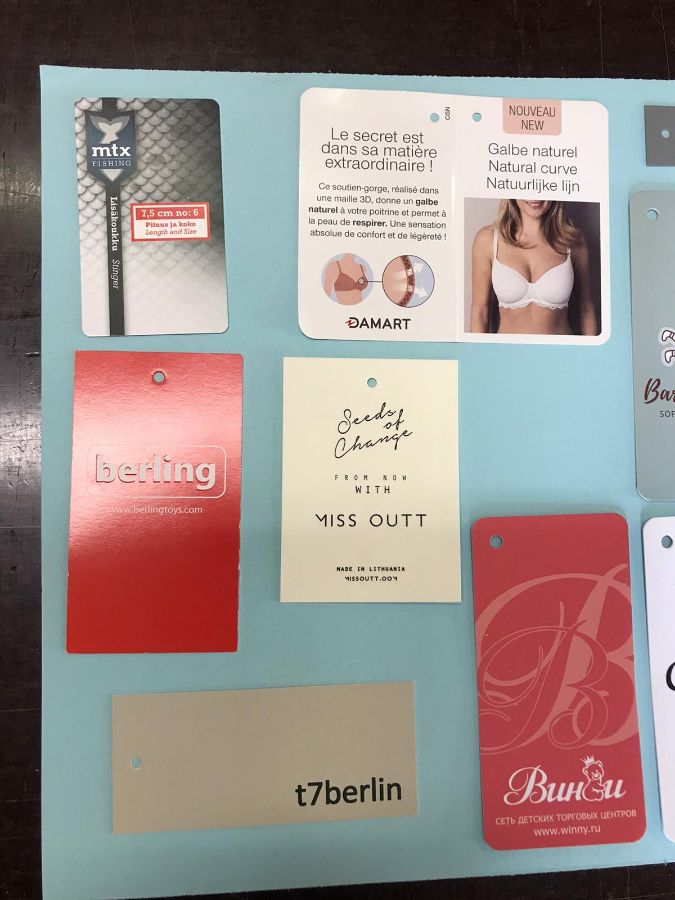 mtx
FISHING
Lisäkoukku Stinger
7,5 cm no: 6
Pituus ja koko
Length and Size
CGN
Le secret est
dans sa matière
extraordinaire !
Ce soutien-gorge, réalisé dans
une maille 3D, donne un galbe
naturel à votre poitrine et permet à
la peau de respirer. Une sensation
absolue de confort et de légèreté !
DAMART
NOUVEAU
NEW
Galbe naturel
Natural curve
Natuurlijke lijn
berling
www.berlingtoys.com
Seeds
of
Change
FROM NOW
WITH
MISS OUTT
MADE IN LITHUANIA
MISSOUTT.COM
Bar
SOF
t7berlin
В
Винни
СЕТЬ ДЕТСКИХ ТОРГОВЫХ ЦЕНТРОВ
www.winny.ru